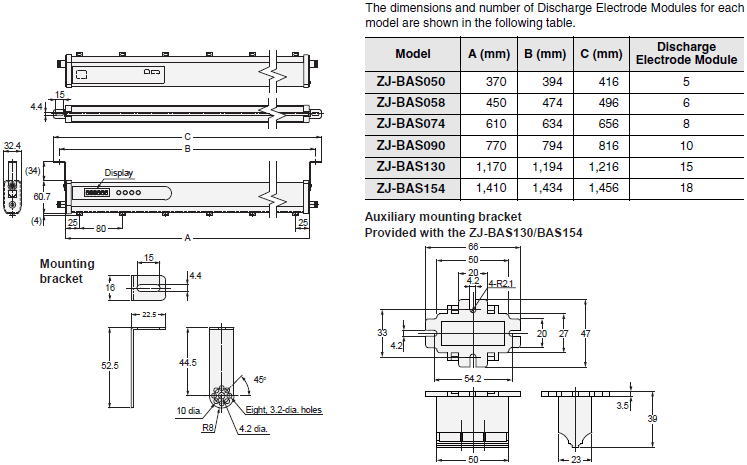 The dimensions and number of Discharge Electrode Modules for each
model are shown in the following table.
Model A (mm) B (mm) C (mm) Discharge Electrode Module
ZJ-BAS050 370 394 416 5
ZJ-BAS058 450 474 496 6
ZJ-BAS074 610 634 656 8
ZJ-BAS090 770 794 816 10
ZJ-BAS130 1,170 1,194 1,216 15
ZJ-BAS154 1,410 1,434 1,456 18
15
4.4
C
B
32.4
(34)
Display
60.7
(4)
25
80
25
A
Mounting
bracket
15
4.4
16
22.5
52.5
44.5
45°
10 dia.
Eight, 3.2-dia. holes
R8
4.2 dia.
Auxiliary mounting bracket
Provided with the ZJ-BAS130/BAS154
66
50
20
4.2
4-R2.1
33
4.2
20
27
47
54.2
3.5
39
50
23